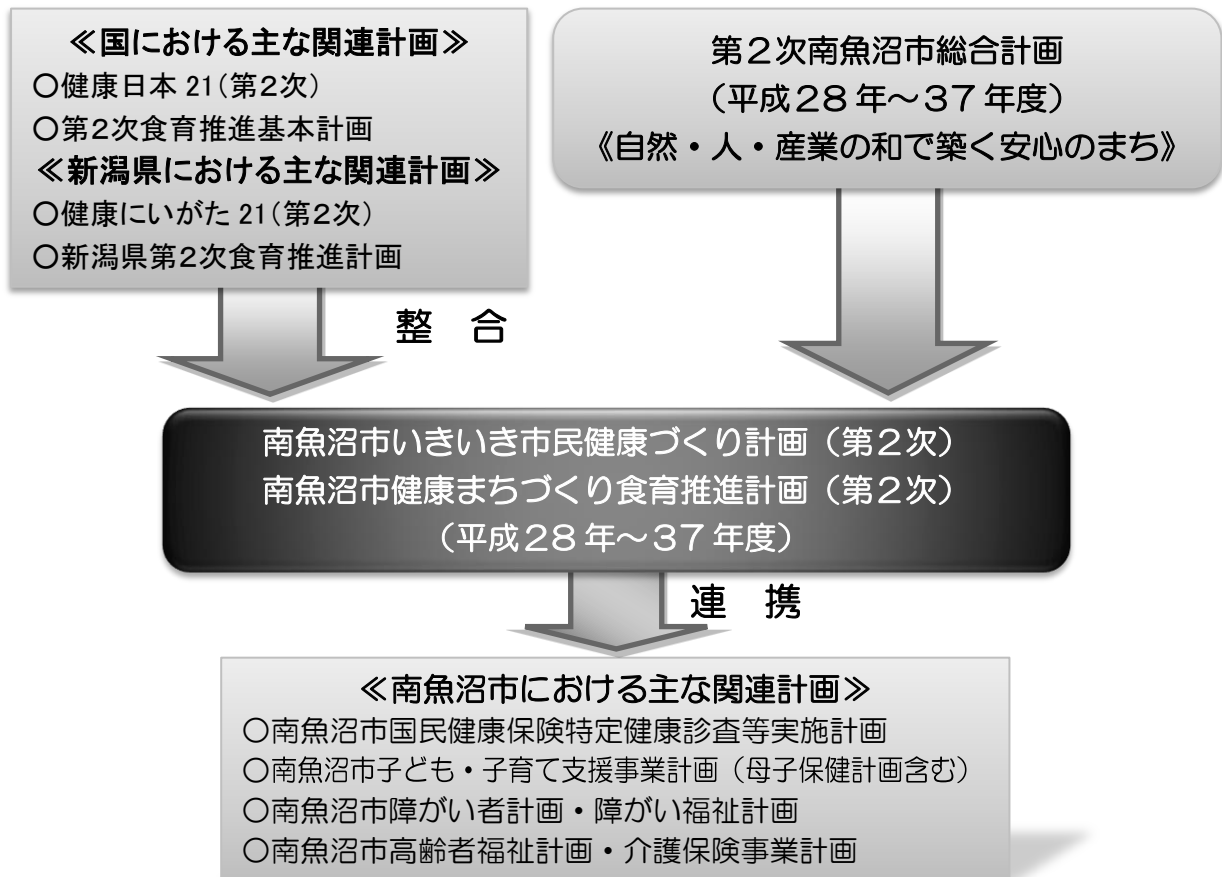 ≪国における主な関連計画≫
○健康日本 21（第２次）
○第２次食育推進基本計画
≪新潟県における主な関連計画≫
○健康にいがた 21（第２次）
○新潟県第２次食育推進計画
第２次南魚沼市総合計画
（平成２８年～３７年度）
《自然・人・産業の和で築く安心のまち》
整　合
南魚沼市いきいき市民健康づくり計画（第２次）
南魚沼市健康まちづくり食育推進計画（第２次）
（平成２８年～３７年度）
連　携
≪南魚沼市における主な関連計画≫
○南魚沼市国民健康保険特定健康診査等実施計画
○南魚沼市子ども・子育て支援事業計画（母子保健計画含む）
○南魚沼市障がい者計画・障がい福祉計画
○南魚沼市高齢者福祉計画・介護保険事業計画